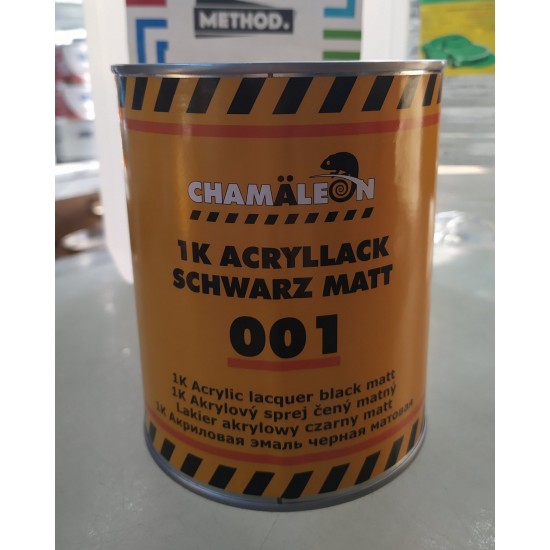 METHOD.
CHAMÄLEON
1K ACRYLLACK
SCHWARZ MATT
001
1K Acrylic lacquer black matt
1K Akrylový sprej čený matný
Lakier akrylowy czarny matt
1K Акриловая эмаль черная матовая